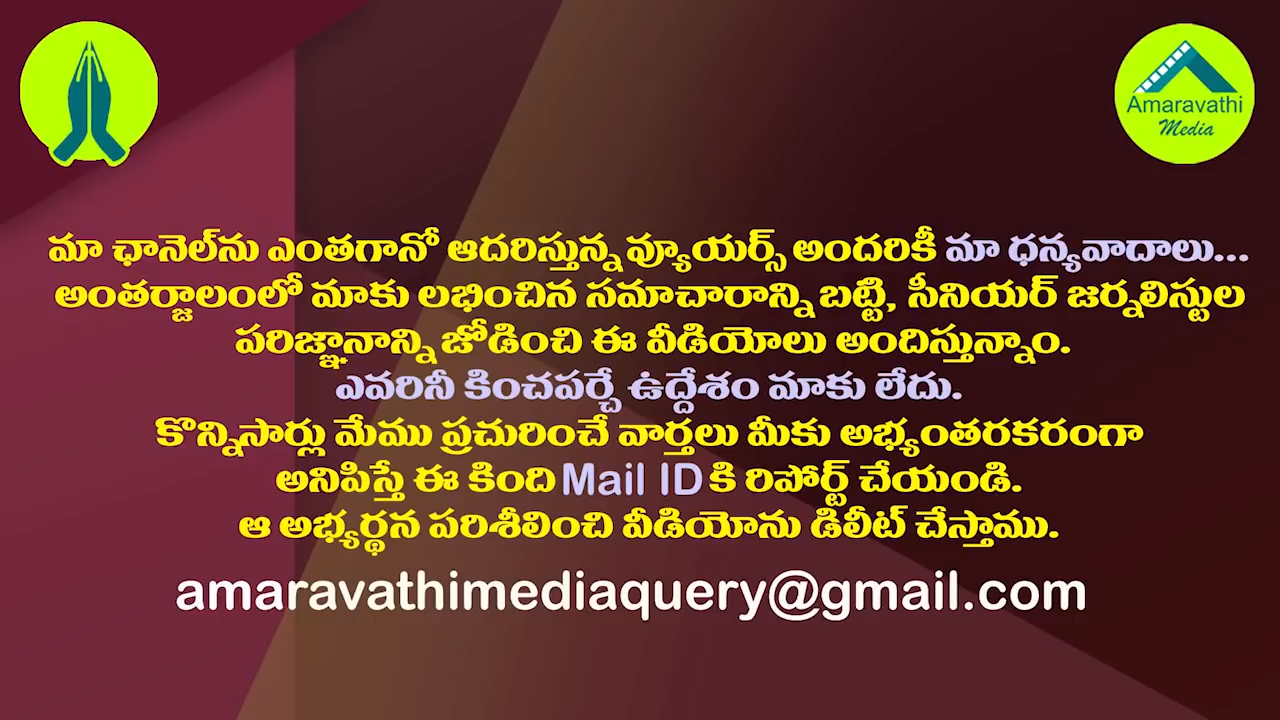 Amaravathi
Media
మా ఛానెల్‌ను ఎంతగానో ఆదరిస్తున్న వ్యూయర్స్ అందరికీ మా ధన్యవాదాలు...
అంతర్జాలంలో మాకు లభించిన సమాచారాన్ని బట్టి, సీనియర్ జర్నలిస్టుల
పరిజ్ఞానాన్ని జోడించి ఈ వీడియోలు అందిస్తున్నాం.
ఎవరినీ కించపర్చే ఉద్దేశం మాకు లేదు.
కొన్నిసార్లు మేము ప్రచురించే వార్తలు మీకు అభ్యంతరకరంగా
అనిపిస్తే ఈ కింది Mail ID కి రిపోర్ట్ చేయండి.
ఆ అభ్యర్థన పరిశీలించి వీడియోను డిలీట్ చేస్తాము.
amaravathimediaquery@gmail.com